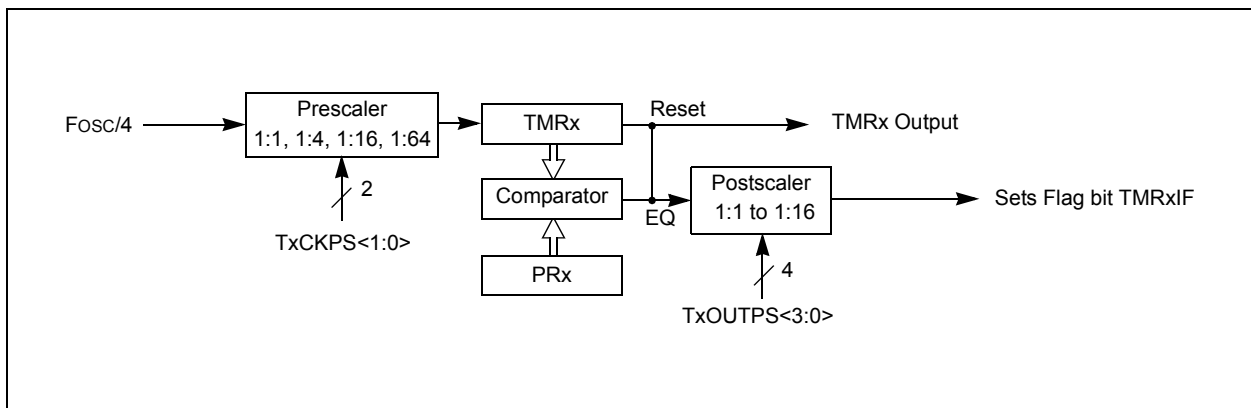 Fosc/4
Prescaler
1:1, 1:4, 1:16, 1:64
2
TxCKPS<1:0>
TMRx
Reset
TMRx Output
Comparator
EQ
PRx
Postscaler
1:1 to 1:16
4
TxOUTPS<3:0>
Sets Flag bit TMRxIF